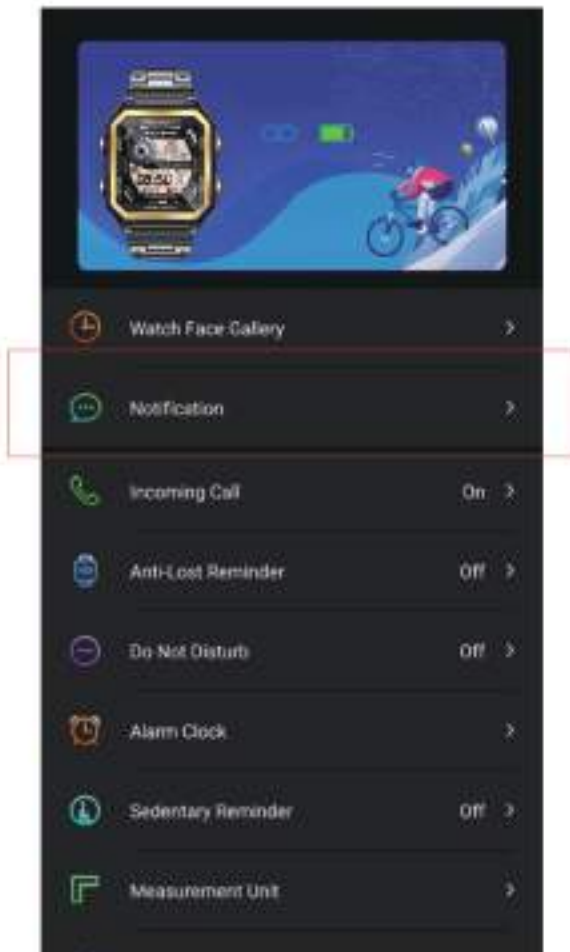 Watch Face Gallery
Notification
Incoming Call On
Anti-Lost Reminder Off
Do Not Disturb Off
Alarm Clock
Sedentary Reminder Off
Measurement Unit